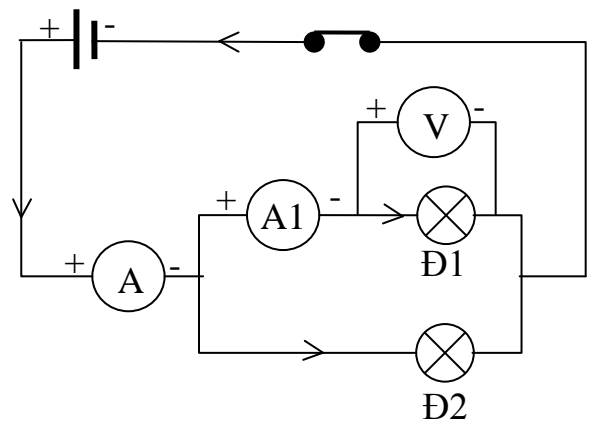 + -
+ V -
+ A1 -
Đ1
+ A -
Đ2